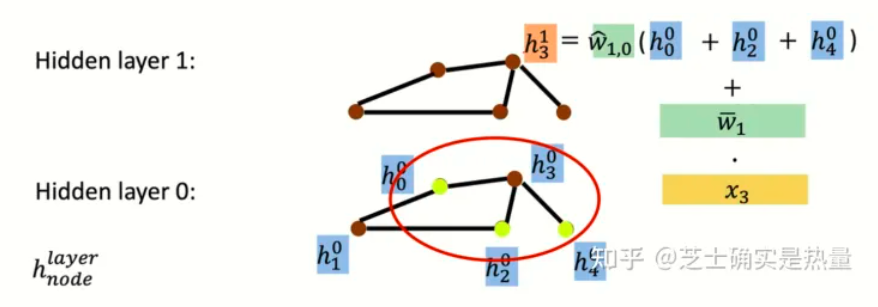 Hidden layer 1:
h_3^1 = ŵ_{1,0}(h_0^0 + h_2^0 + h_4^0)
+
w̄_1
·
x_3
Hidden layer 0:
h_0^0
h_3^0
h_1^0
h_2^0
h_4^0
h_{node}^{layer}
知乎 @芝士确实是热量